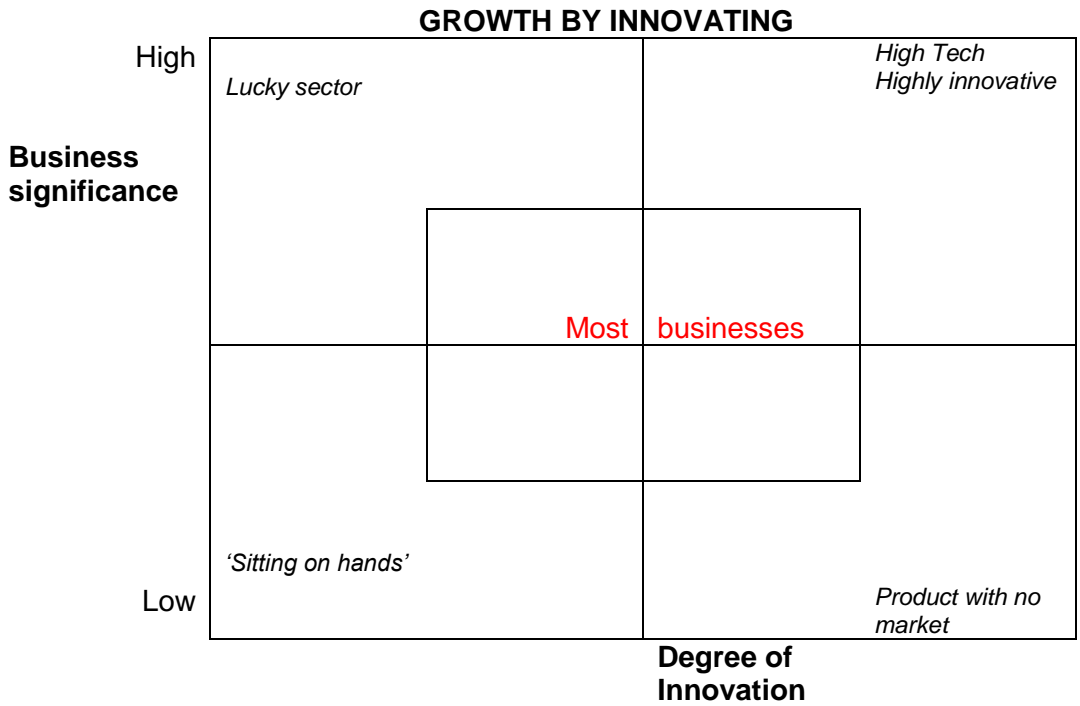 GROWTH BY INNOVATING
High
High Tech
Highly innovative
Lucky sector
Business
significance
Most businesses
‘Sitting on hands’
Low
Product with no
market
Degree of
Innovation